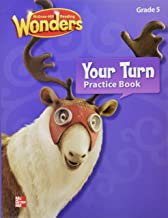 McGraw-Hill Reading
Wonders
Grade 5
Your Turn
Practice Book